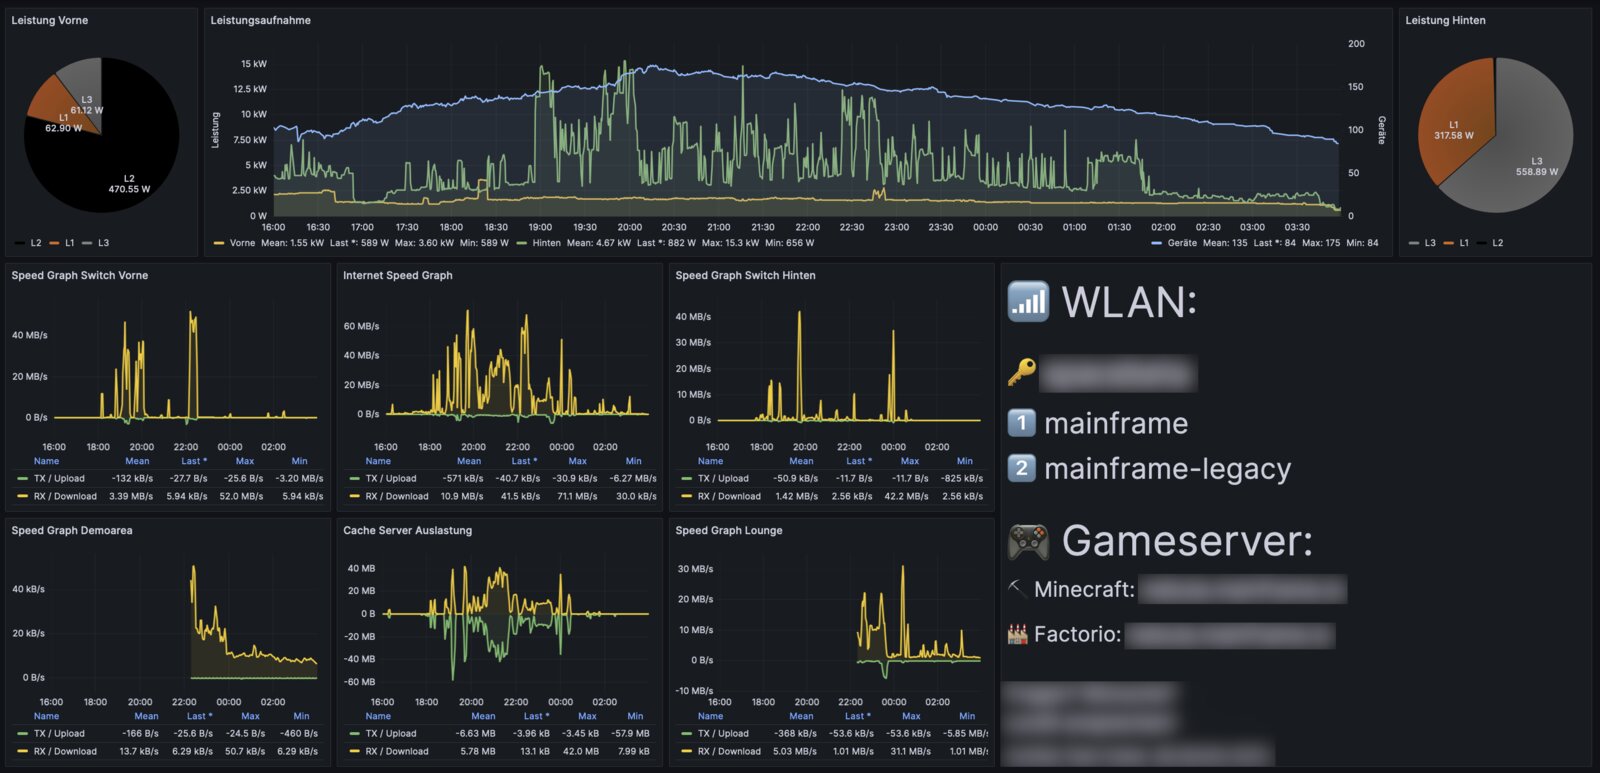 Leistung Vorne
L3
61.12 W
L1
62.90 W
L2
470.55 W
L2 L1 L3
Leistungsaufnahme
Leistung
15 kW
12.5 kW
10 kW
7.50 kW
5 kW
2.50 kW
0 W
200
150
100
50
0
Geräte
16:00 16:30 17:00 17:30 18:00 18:30 19:00 19:30 20:00 20:30 21:00 21:30 22:00 22:30 23:00 23:30 00:00 00:30 01:00 01:30 02:00 02:30 03:00 03:30
Vorne Mean: 1.55 kW Last *: 589 W Max: 3.60 kW Min: 589 W Hinten Mean: 4.67 kW Last *: 882 W Max: 15.3 kW Min: 656 W Geräte Mean: 135 Last *: 84 Max: 175 Min: 84
Leistung Hinten
L1
317.58 W
L3
558.89 W
L3 L1 L2
Speed Graph Switch Vorne
40 MB/s
20 MB/s
0 B/s
16:00 18:00 20:00 22:00 00:00 02:00
Name Mean Last * Max Min
TX / Upload -132 kB/s -27.7 B/s -25.6 B/s -3.20 MB/s
RX / Download 3.39 MB/s 5.94 kB/s 52.0 MB/s 5.94 kB/s
Internet Speed Graph
60 MB/s
40 MB/s
20 MB/s
0 B/s
16:00 18:00 20:00 22:00 00:00 02:00
Name Mean Last * Max Min
TX / Upload -571 kB/s -40.7 kB/s -30.9 kB/s -6.27 MB/s
RX / Download 10.9 MB/s 41.5 kB/s 71.1 MB/s 30.0 kB/s
Speed Graph Switch Hinten
40 MB/s
30 MB/s
20 MB/s
10 MB/s
0 B/s
16:00 18:00 20:00 22:00 00:00 02:00
Name Mean Last * Max Min
TX / Upload -50.9 kB/s -11.7 B/s -11.7 B/s -825 kB/s
RX / Download 1.42 MB/s 2.56 kB/s 42.2 MB/s 2.56 kB/s
WLAN:
1 mainframe
2 mainframe-legacy
Gameserver:
Minecraft:
Factorio:
Speed Graph Demoarea
40 kB/s
20 kB/s
0 B/s
16:00 18:00 20:00 22:00 00:00 02:00
Name Mean Last * Max Min
TX / Upload -166 B/s -25.6 B/s -24.5 B/s -460 B/s
RX / Download 13.7 kB/s 6.29 kB/s 50.7 kB/s 6.29 kB/s
Cache Server Auslastung
40 MB
20 MB
0 B
-20 MB
-40 MB
-60 MB
16:00 18:00 20:00 22:00 00:00 02:00
Name Mean Last * Max Min
TX / Upload -6.63 MB -3.96 kB -3.45 kB -57.9 MB
RX / Download 5.78 MB 13.1 kB 42.0 MB 7.99 kB
Speed Graph Lounge
30 MB/s
20 MB/s
10 MB/s
0 B/s
-10 MB/s
16:00 18:00 20:00 22:00 00:00 02:00
Name Mean Last * Max Min
TX / Upload -368 kB/s -53.6 kB/s -53.6 kB/s -5.85 MB/s
RX / Download 5.03 MB/s 1.01 MB/s 31.1 MB/s 1.01 MB/s